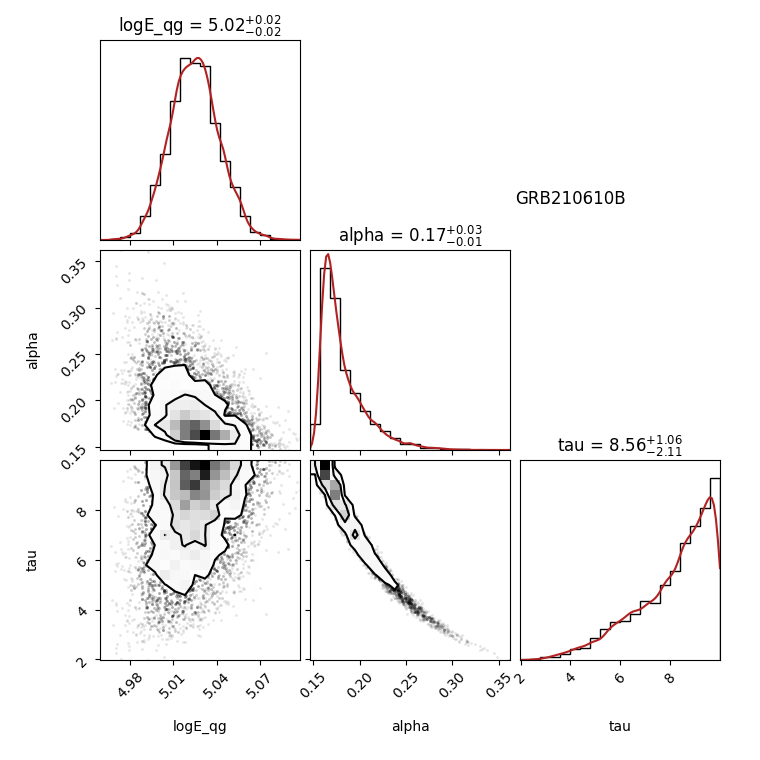 logE_qg = 5.02+0.02 −0.02
GRB210610B
alpha = 0.17+0.03 −0.01
0.35
0.30
0.25
0.20
0.15
alpha
tau = 8.56+1.06 −2.11
8
6
4
2
tau
4.98 5.01 5.04 5.07
0.15 0.20 0.25 0.30 0.35
2 4 6 8
logE_qg alpha tau